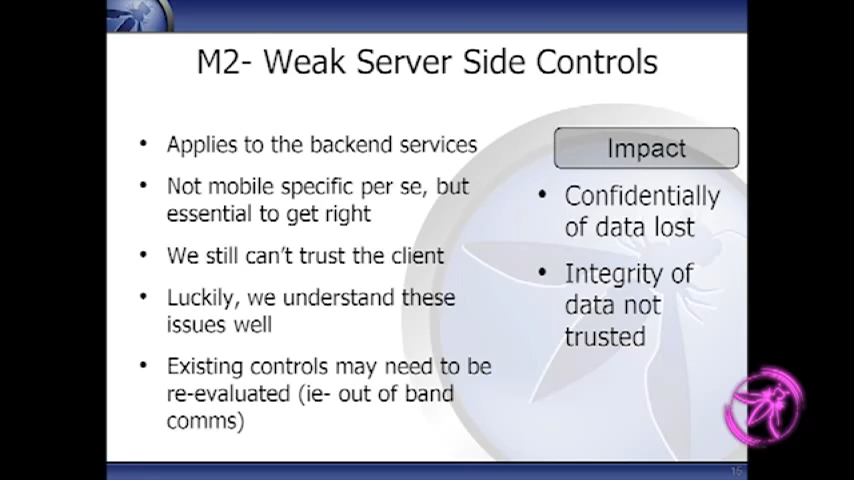 M2- Weak Server Side Controls
• Applies to the backend services
• Not mobile specific per se, but
essential to get right
• We still can't trust the client
• Luckily, we understand these
issues well
• Existing controls may need to be
re-evaluated (ie- out of band
comms)
Impact
• Confidentially
of data lost
• Integrity of
data not
trusted